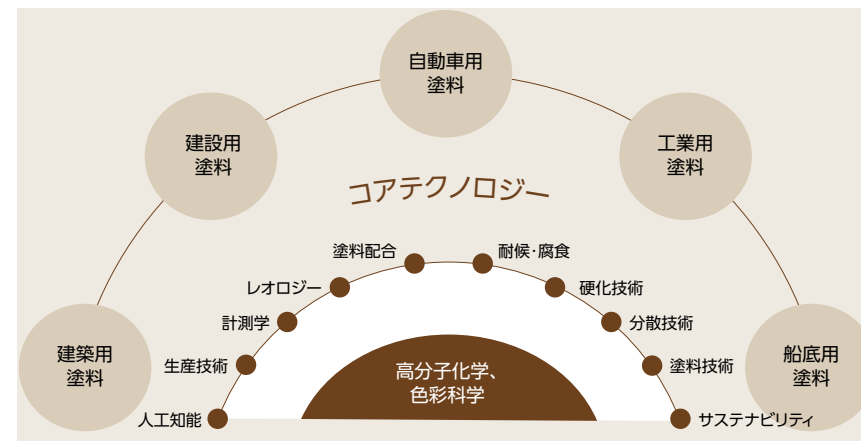 自動車用
塗料
建設用
塗料
工業用
塗料
コアテクノロジー
塗料配合
耐候・腐食
レオロジー
硬化技術
計測学
分散技術
建築用
塗料
生産技術
高分子化学、
色彩科学
塗料技術
船底用
塗料
人工知能
サステナビリティ